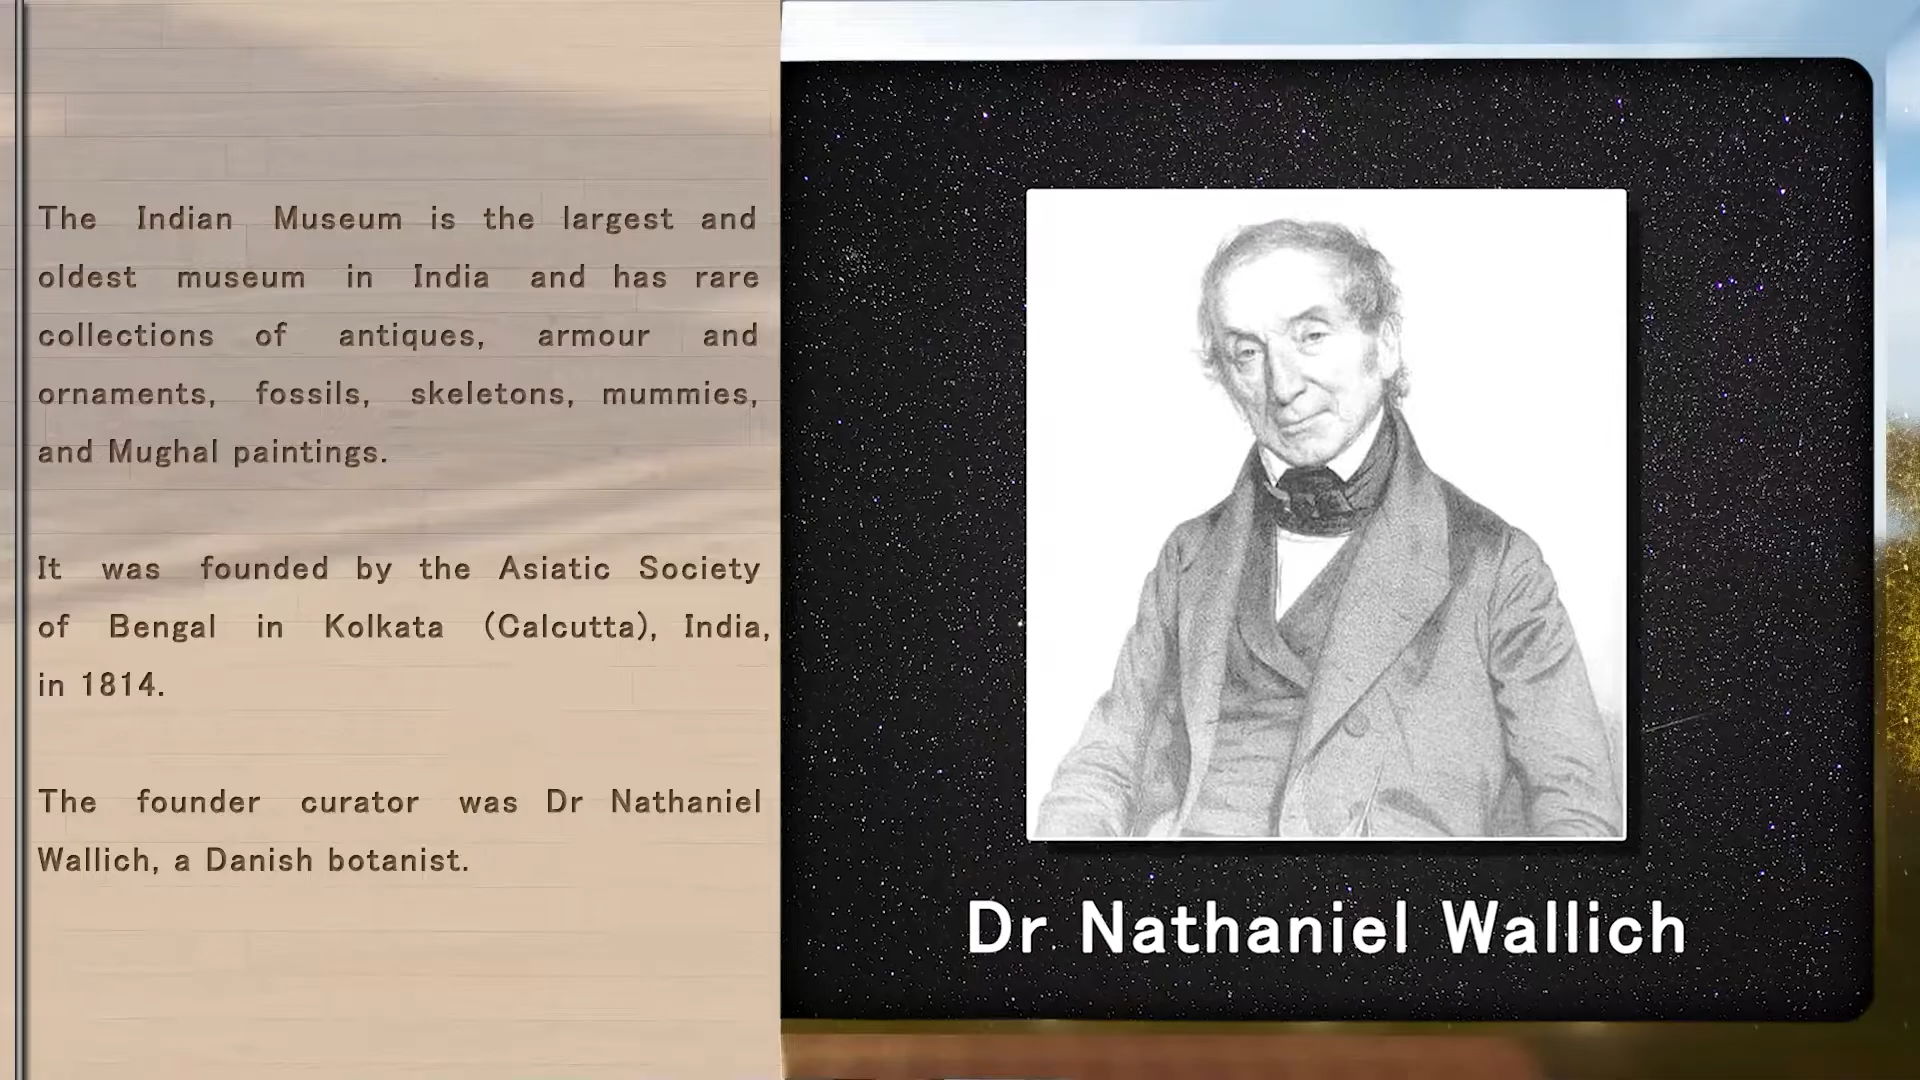 The Indian Museum is the largest and
oldest museum in India and has rare
collections of antiques, armour and
ornaments, fossils, skeletons, mummies,
and Mughal paintings.
It was founded by the Asiatic Society
of Bengal in Kolkata (Calcutta), India,
in 1814.
The founder curator was Dr Nathaniel
Wallich, a Danish botanist.
Dr Nathaniel Wallich